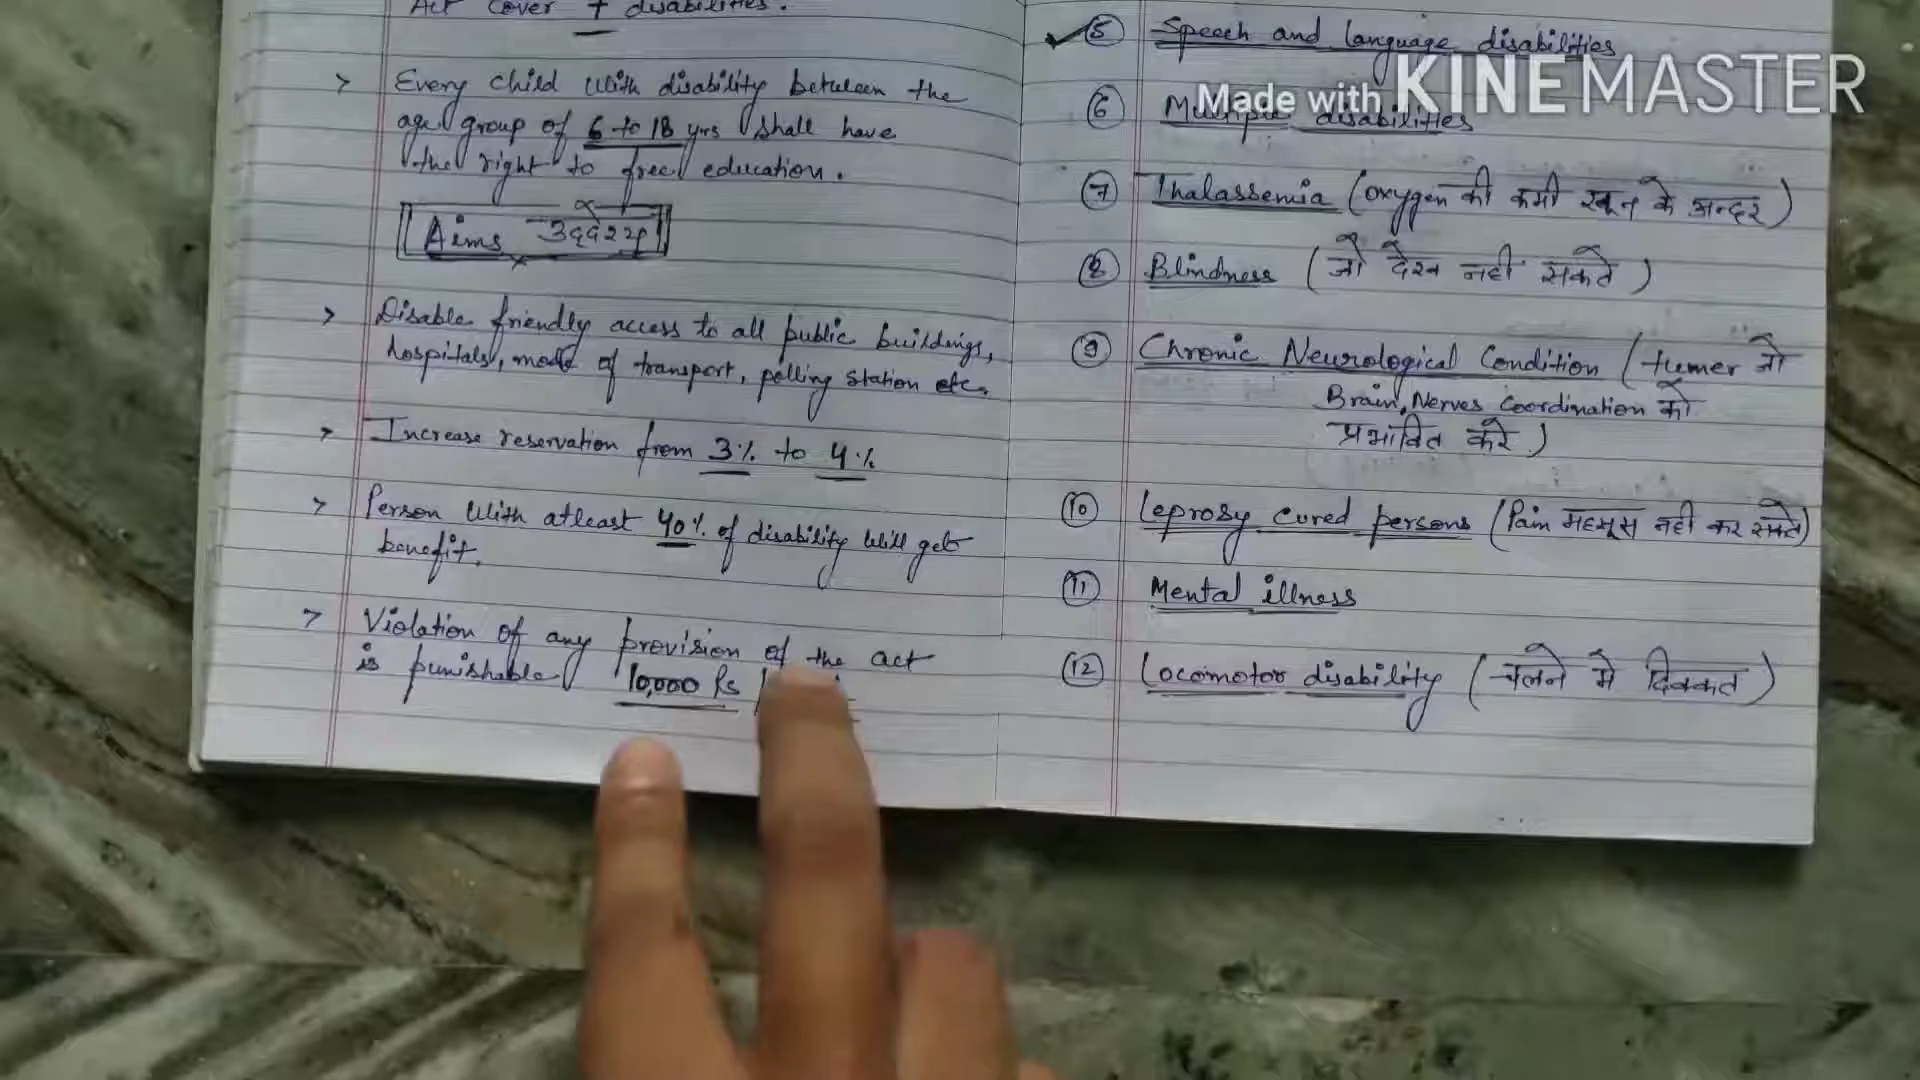 Act cover 7 disabilities.
> Every child with disability between the
age group of 6 to 18 yrs shall have
the right to free education.
Aims उद्देश्य
> Disable friendly access to all public buildings,
hospitals, mode of transport, polling station etc.
> Increase reservation from 3% to 4%
> Person with atleast 40% of disability will get
benefit.
> Violation of any provision of the act
is punishable 10,000 Rs
⑤ Speech and language disabilities
⑥ Multiple disabilities
⑦ Thalassemia (oxygen की कमी खून के अन्दर)
⑧ Blindness (जो देख नही सकते)
⑨ Chronic Neurological Condition (tumer जो
Brain, Nerves coordination को
प्रभावित करे)
⑩ Leprosy cured persons (Pain महसूस नही कर सकते)
⑪ Mental illness
⑫ Locomotor disability (चलने मे दिक्कत)
Made with KINEMASTER